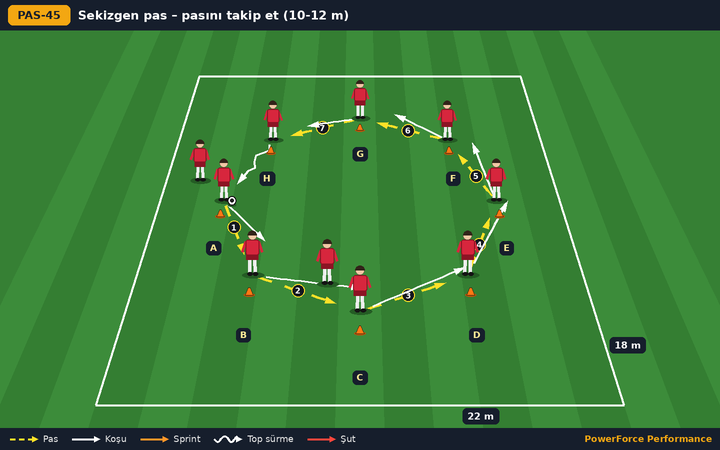 PAS-45 Sekizgen pas – pasını takip et (10-12 m)
G
7
6
H
F
5
A
1
4
E
B
2
3
D
C
18 m
22 m
Pas Koşu Sprint Top sürme Şut PowerForce Performance